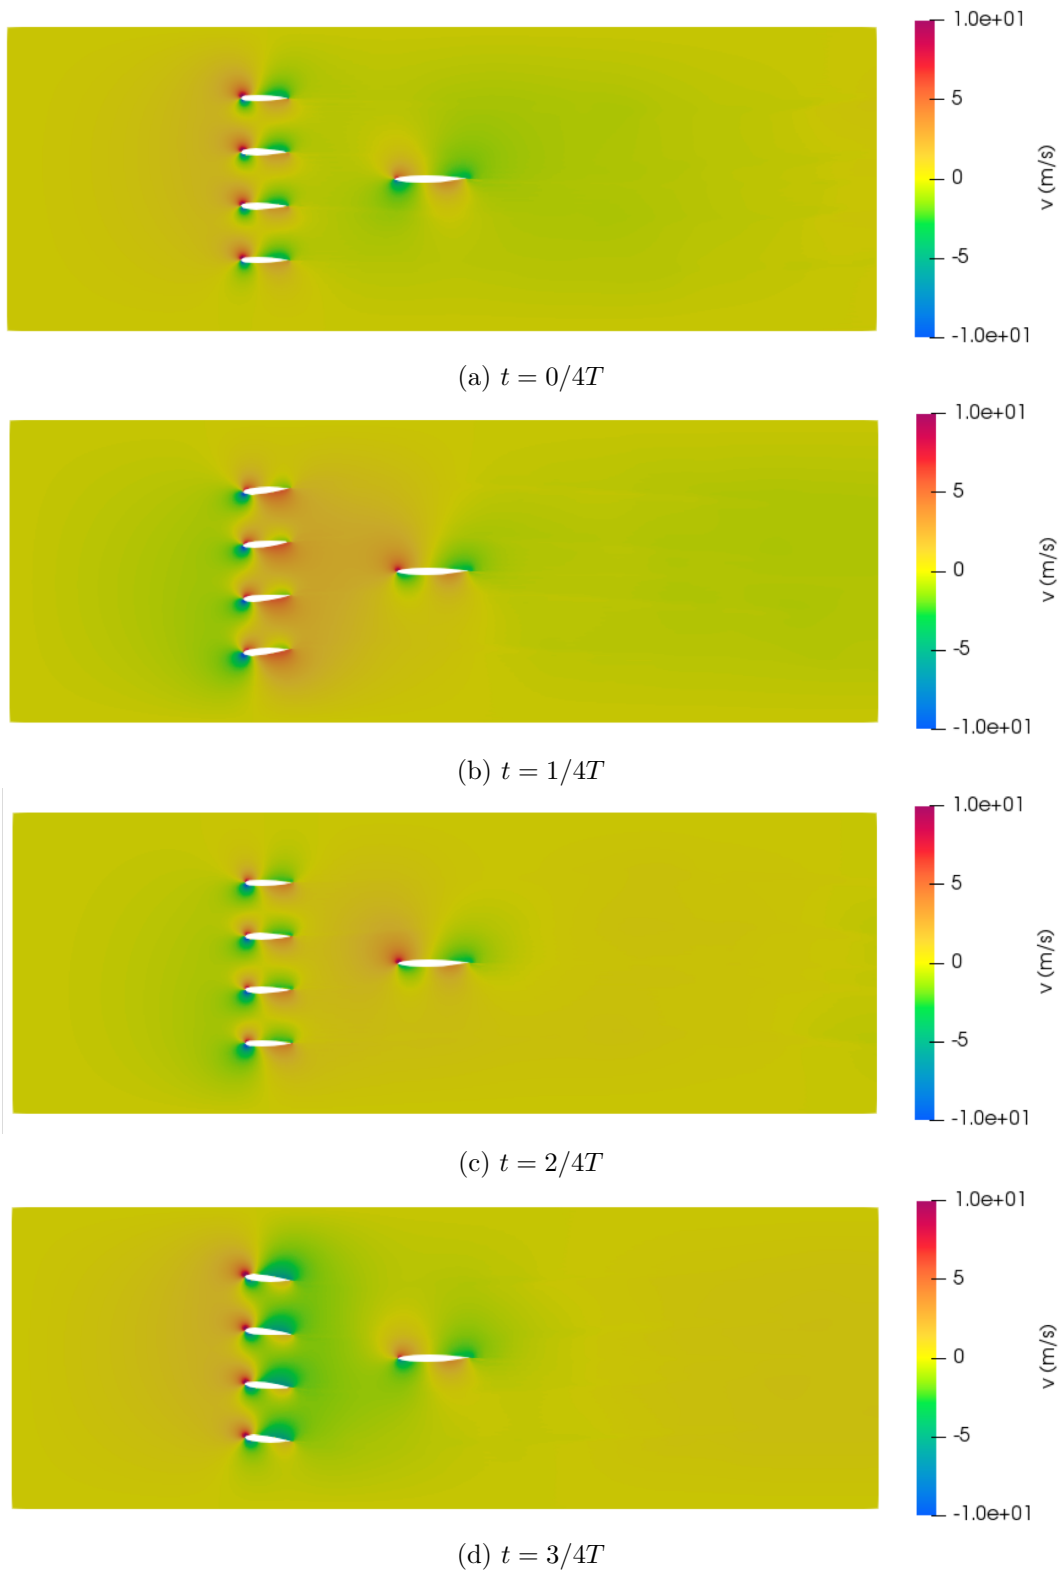 1.0e+01
5
0
-5
-1.0e+01
v (m/s)
(a) t = 0/4T
1.0e+01
5
0
-5
-1.0e+01
v (m/s)
(b) t = 1/4T
1.0e+01
5
0
-5
-1.0e+01
v (m/s)
(c) t = 2/4T
1.0e+01
5
0
-5
-1.0e+01
v (m/s)
(d) t = 3/4T